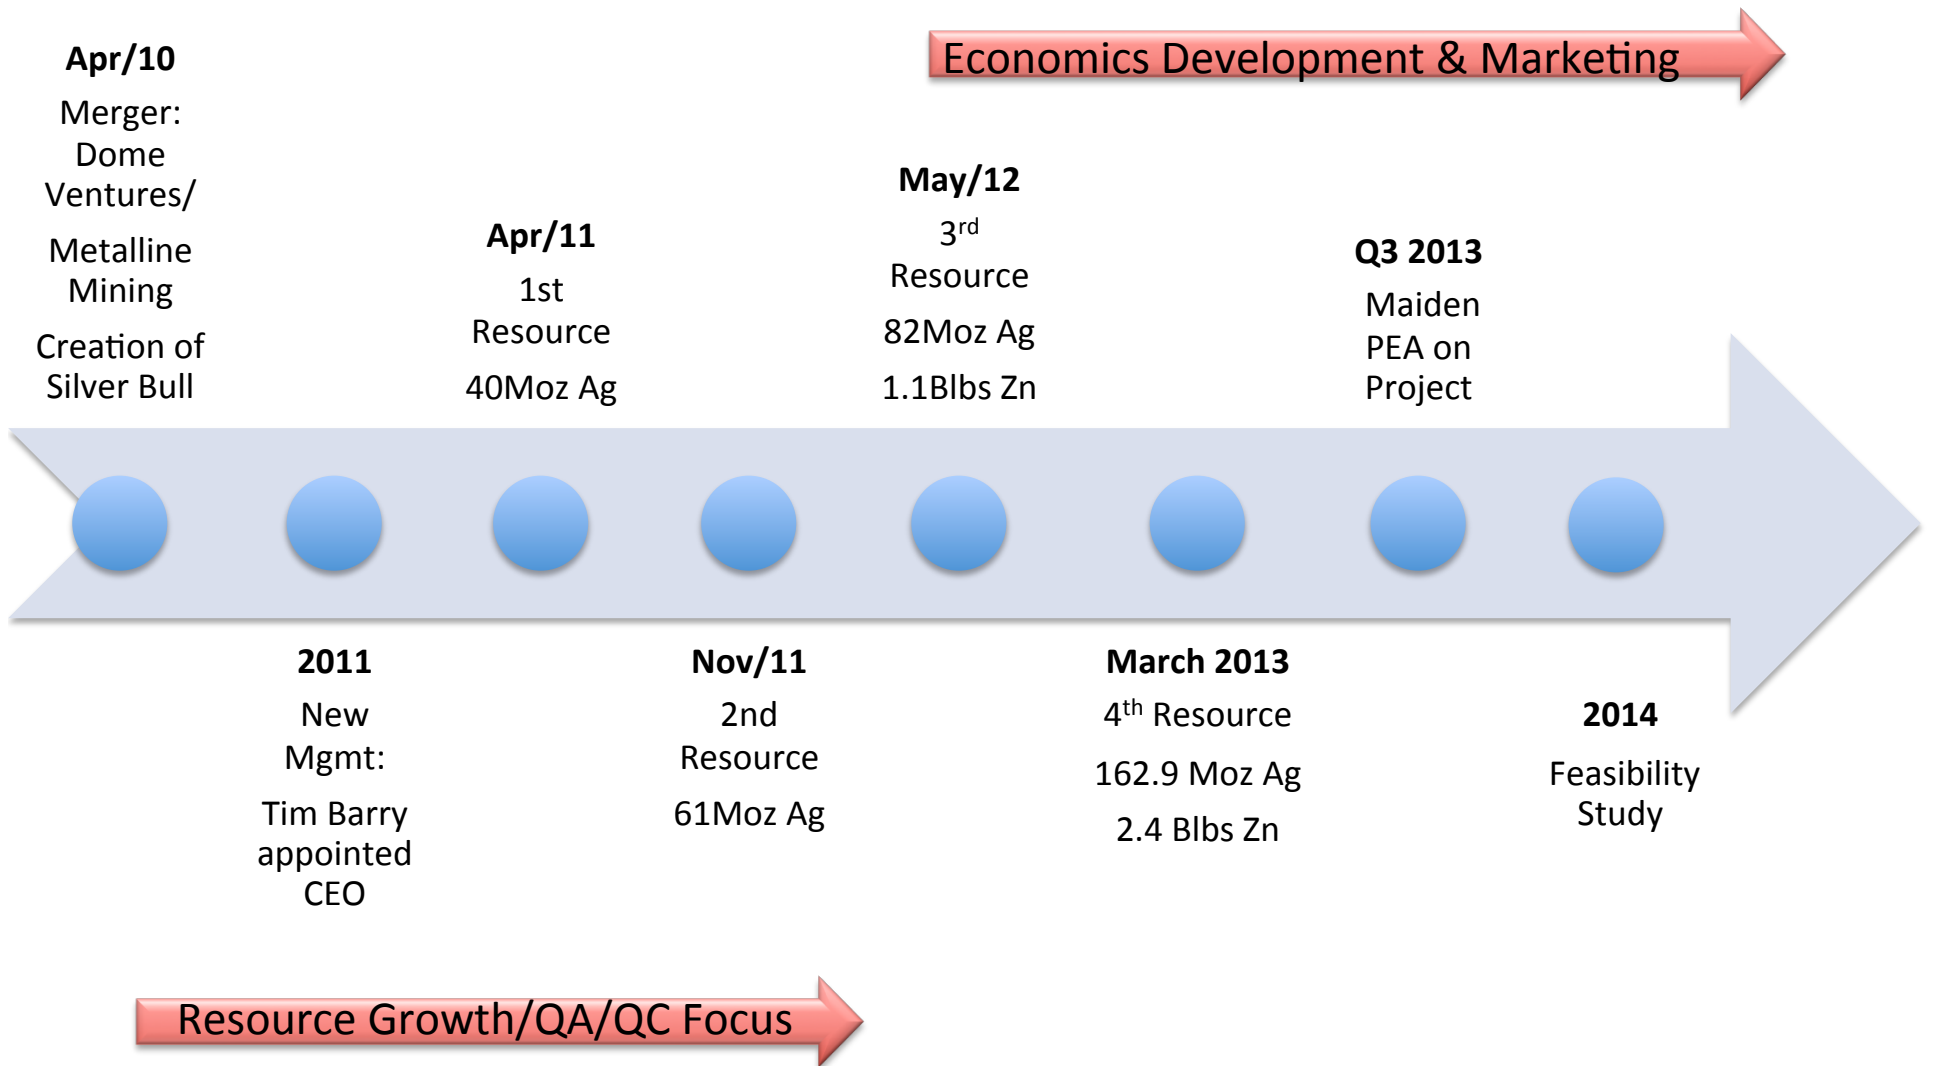 Economics Development & Marketing
Apr/10
Merger:
Dome
Ventures/
Metalline
Mining
Creation of
Silver Bull
Apr/11
1st
Resource
40Moz Ag
May/12
3rd
Resource
82Moz Ag
1.1Blbs Zn
Q3 2013
Maiden
PEA on
Project
2011
New
Mgmt:
Tim Barry
appointed
CEO
Nov/11
2nd
Resource
61Moz Ag
March 2013
4th Resource
162.9 Moz Ag
2.4 Blbs Zn
2014
Feasibility
Study
Resource Growth/QA/QC Focus